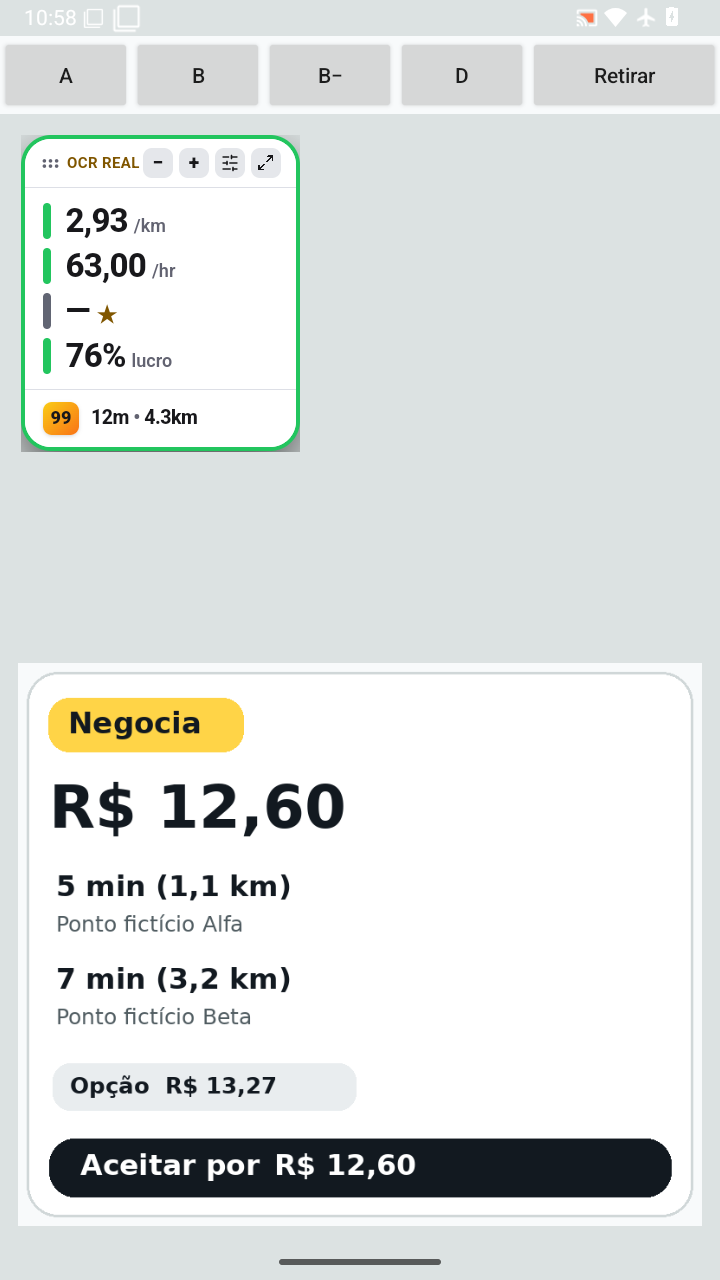 10:58
A B B− D Retirar
OCR REAL − +
2,93 /km
63,00 /hr
— ★
76% lucro
99 12m • 4.3km
Negocia
R$ 12,60
5 min (1,1 km)
Ponto fictício Alfa
7 min (3,2 km)
Ponto fictício Beta
Opção R$ 13,27
Aceitar por R$ 12,60